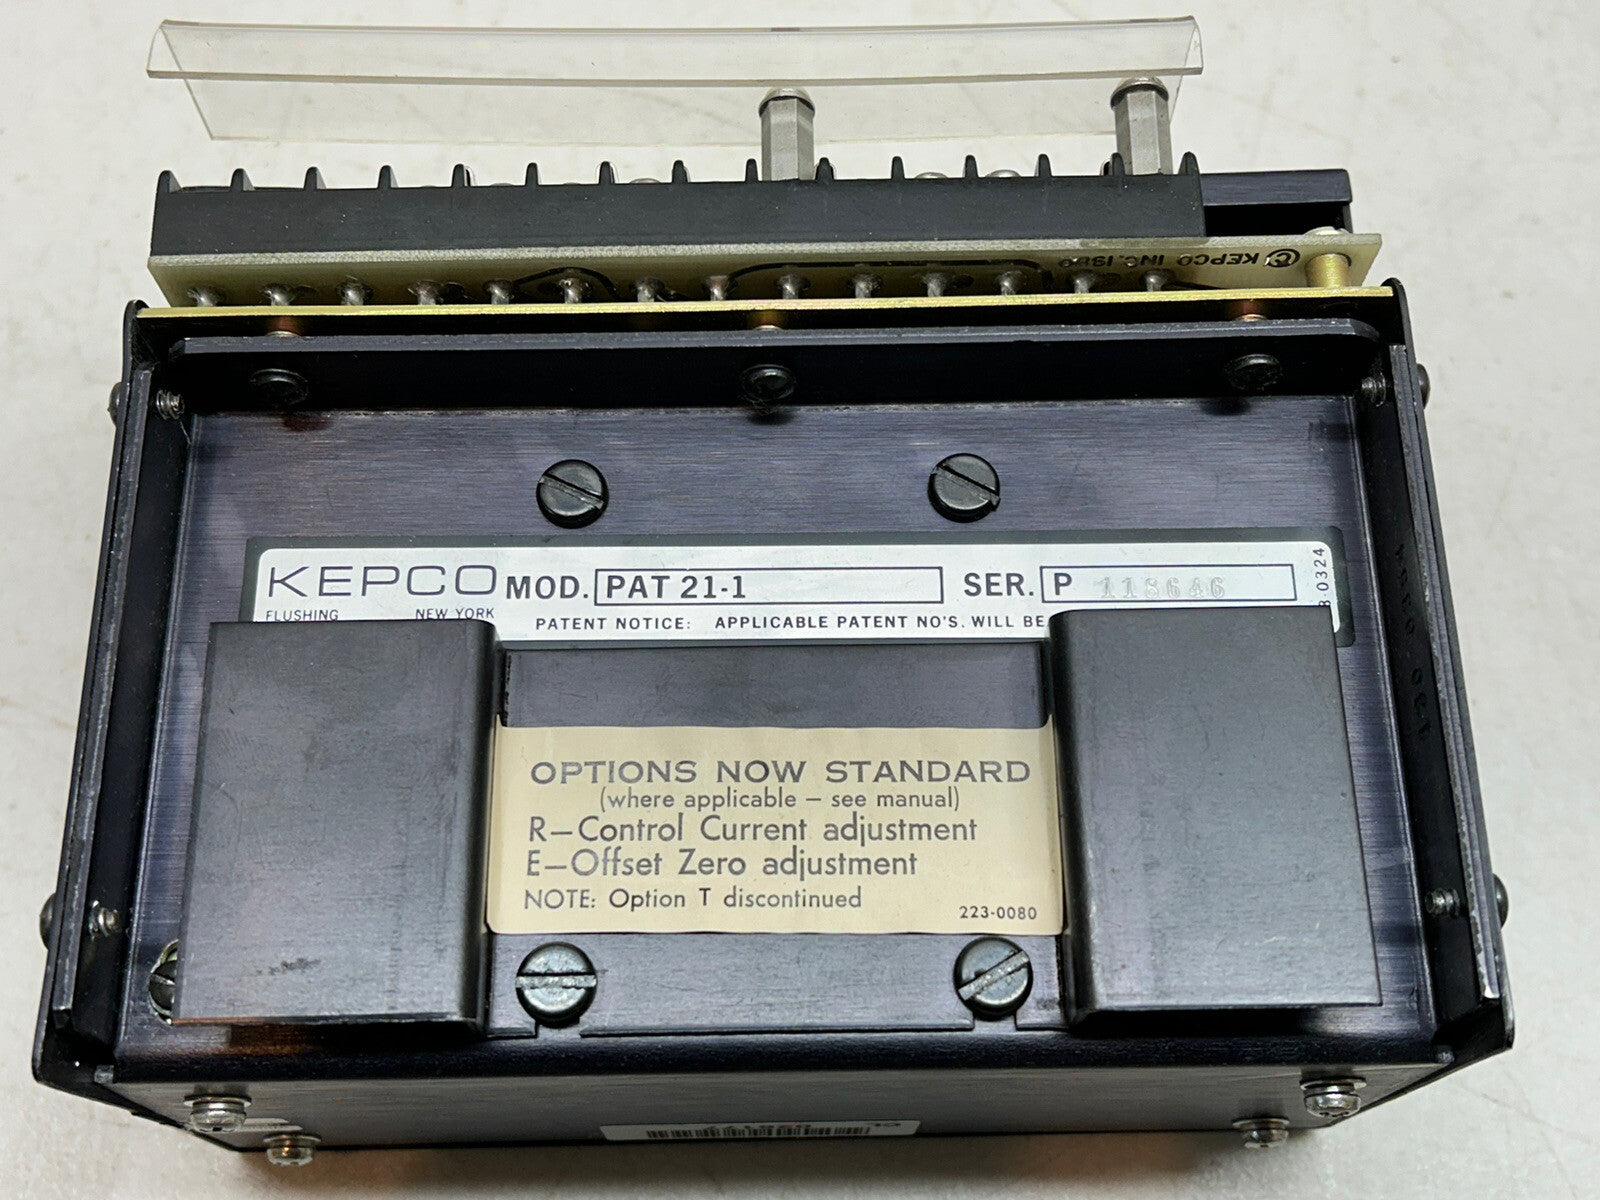 © KEPCO INC. 1980
KEPCO MOD. PAT 21-1 SER. P 118646
FLUSHING NEW YORK
PATENT NOTICE: APPLICABLE PATENT NO'S. WILL BE
OPTIONS NOW STANDARD
(where applicable – see manual)
R–Control Current adjustment
E–Offset Zero adjustment
NOTE: Option T discontinued
223-0080